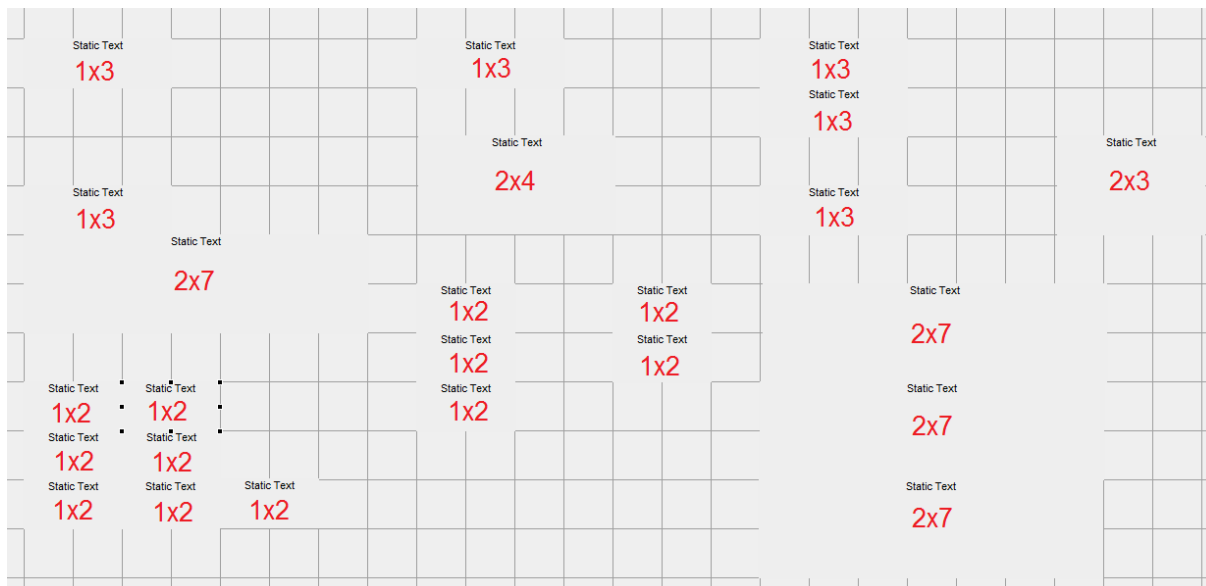 Static Text Static Text Static Text
1x3 1x3 1x3
Static Text
1x3
Static Text Static Text
2x4 2x3
Static Text Static Text
1x3 1x3
Static Text
2x7
Static Text Static Text Static Text
1x2 1x2 2x7
Static Text Static Text
1x2 1x2
Static Text Static Text Static Text Static Text
1x2 1x2 1x2 2x7
Static Text Static Text
1x2 1x2
Static Text Static Text Static Text Static Text
1x2 1x2 1x2 2x7